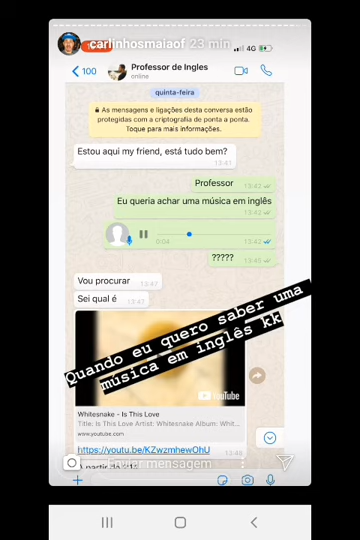 carlinhosmaiaof 23 min
4G
100
Professor de Ingles
online
quinta-feira
As mensagens e ligações desta conversa estão
protegidas com a criptografia de ponta a ponta.
Toque para mais informações.
Estou aqui my friend, está tudo bem?
13:41
Professor
13:42
Eu queria achar uma música em inglês
13:42
0:04
13:42
?????
13:45
Vou procurar
13:47
Sei qual é
13:47
Quando eu quero saber uma
música em inglês kk
YouTube
Whitesnake - Is This Love
Title: Is This Love Artist: Whitesnake Album: Whit...
www.youtube.com
https://youtu.be/KZwzmhewOhU
13:48
Enviar mensagem